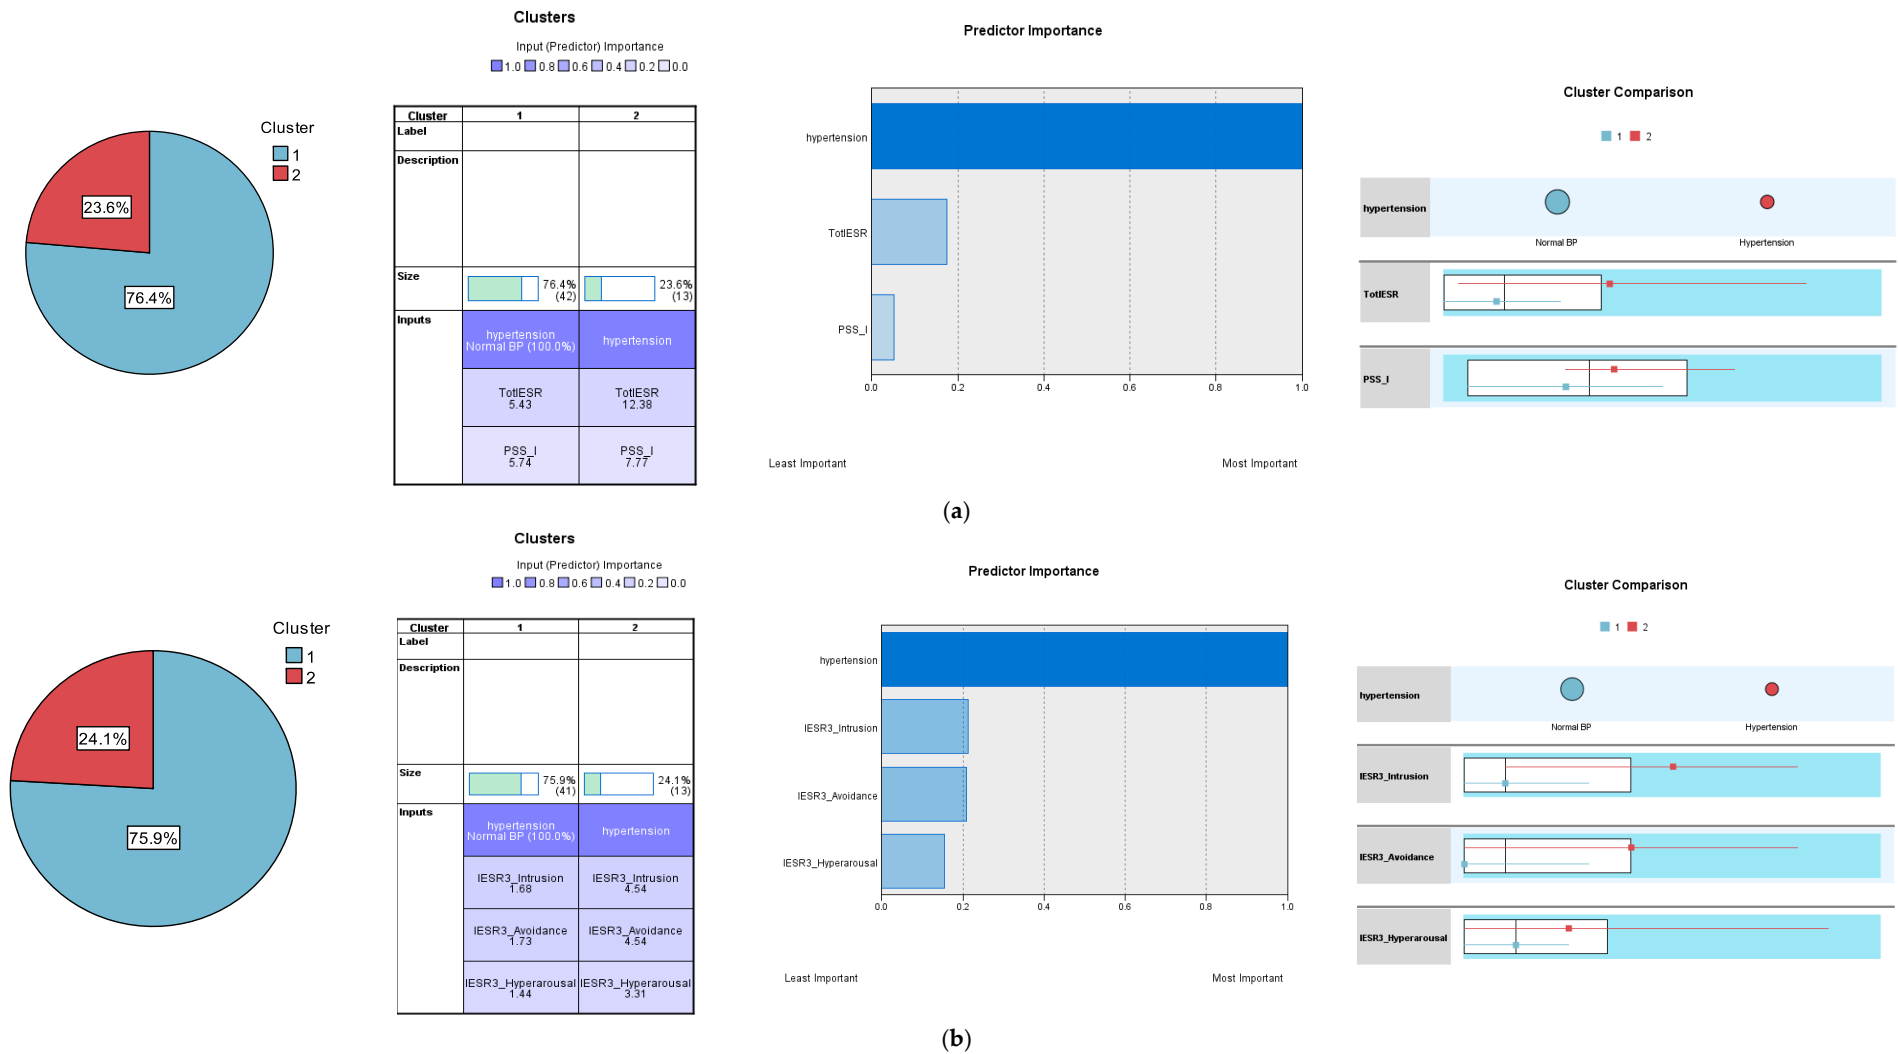 Cluster
1
2
23.6%
76.4%
Clusters
Input (Predictor) Importance
1.0 0.8 0.6 0.4 0.2 0.0
Cluster 1 2
Label
Description
Size 76.4% (42) 23.6% (13)
Inputs
hypertension
Normal BP (100.0%)
hypertension
TotIESR
5.43
TotIESR
12.38
PSS_I
5.74
PSS_I
7.77
Predictor Importance
hypertension
TotIESR
PSS_I
0.0 0.2 0.4 0.6 0.8 1.0
Least Important Most Important
Cluster Comparison
1 2
hypertension
Normal BP Hypertension
TotIESR
PSS_I
(a)
Cluster
1
2
24.1%
75.9%
Clusters
Input (Predictor) Importance
1.0 0.8 0.6 0.4 0.2 0.0
Cluster 1 2
Label
Description
Size 75.9% (41) 24.1% (13)
Inputs
hypertension
Normal BP (100.0%)
hypertension
IESR3_Intrusion
1.68
IESR3_Intrusion
4.54
IESR3_Avoidance
1.73
IESR3_Avoidance
4.54
IESR3_Hyperarousal
1.44
IESR3_Hyperarousal
3.31
Predictor Importance
hypertension
IESR3_Intrusion
IESR3_Avoidance
IESR3_Hyperarousal
0.0 0.2 0.4 0.6 0.8 1.0
Least Important Most Important
Cluster Comparison
1 2
hypertension
Normal BP Hypertension
IESR3_Intrusion
IESR3_Avoidance
IESR3_Hyperarousal
(b)